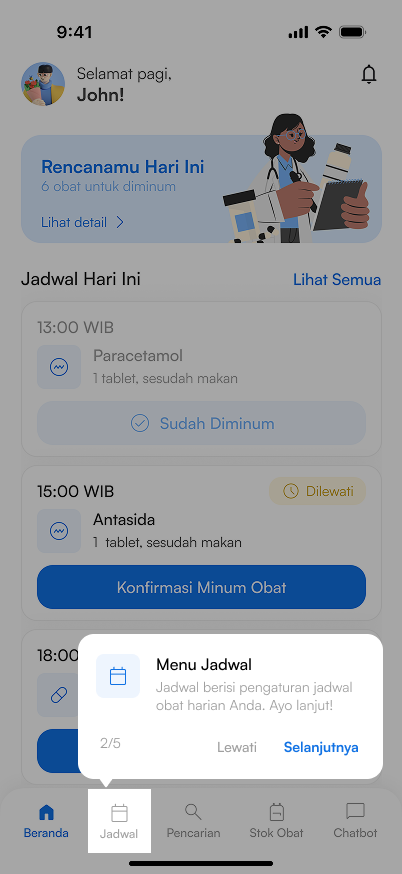 9:41
Selamat pagi,
John!
Rencanamu Hari Ini
6 obat untuk diminum
Lihat detail
Jadwal Hari Ini
Lihat Semua
13:00 WIB
Paracetamol
1 tablet, sesudah makan
Sudah Diminum
15:00 WIB
Dilewati
Antasida
1 tablet, sesudah makan
Konfirmasi Minum Obat
18:00
Menu Jadwal
Jadwal berisi pengaturan jadwal
obat harian Anda. Ayo lanjut!
2/5
Lewati
Selanjutnya
Beranda
Jadwal
Pencarian
Stok Obat
Chatbot